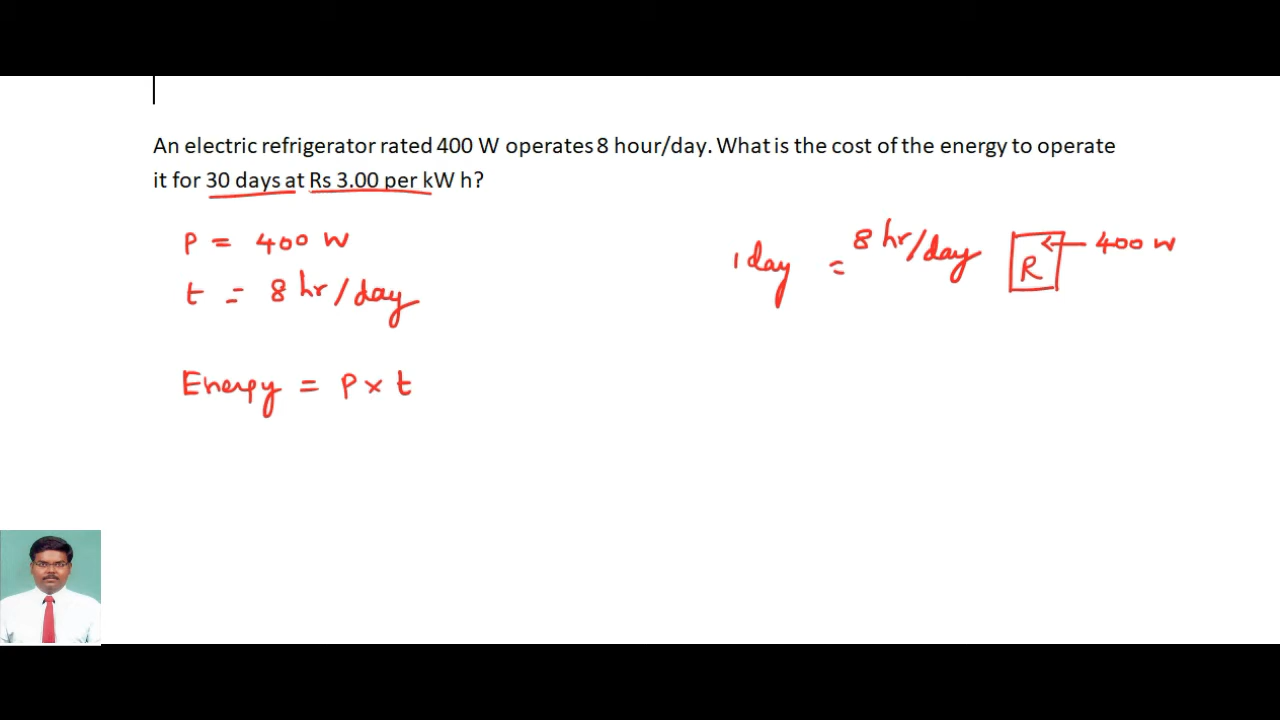 An electric refrigerator rated 400 W operates 8 hour/day. What is the cost of the energy to operate
it for 30 days at Rs 3.00 per kW h?
P = 400 W
t = 8 hr/day
Energy = P × t
1 day = 8 hr/day
R
400 W